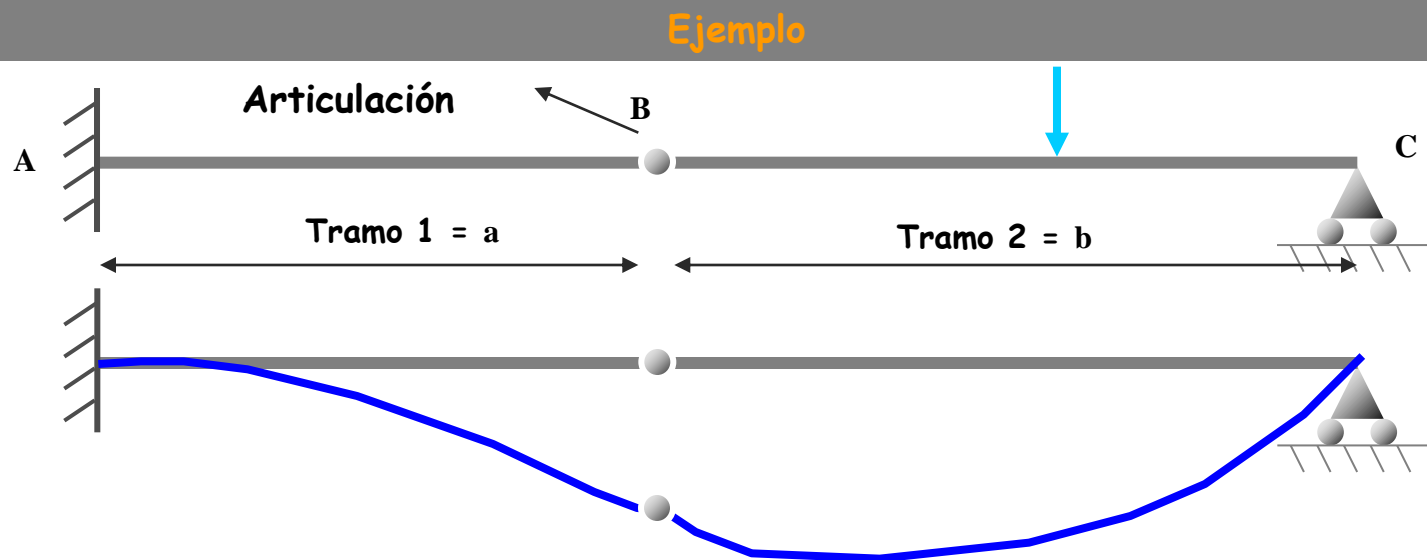 Ejemplo
Articulación
B
A
C
Tramo 1 = a
Tramo 2 = b